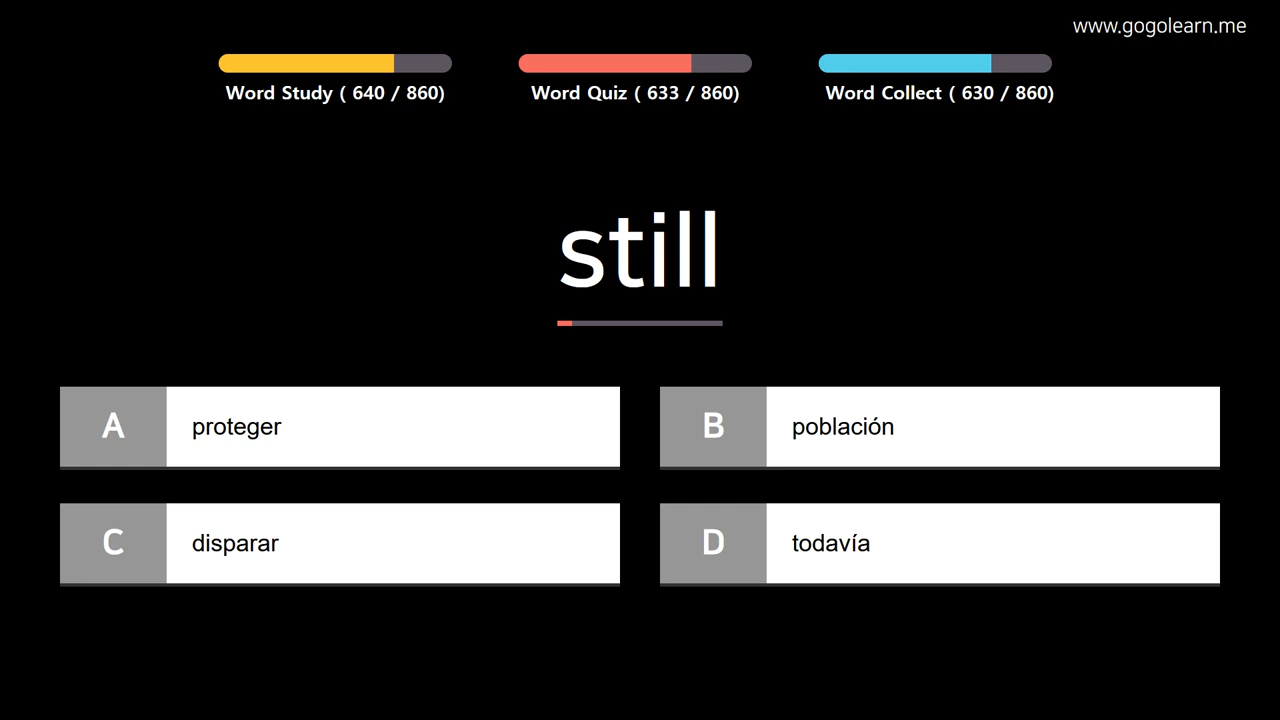 www.gogolearn.me
Word Study ( 640 / 860)
Word Quiz ( 633 / 860)
Word Collect ( 630 / 860)
still
A proteger
B población
C disparar
D todavía